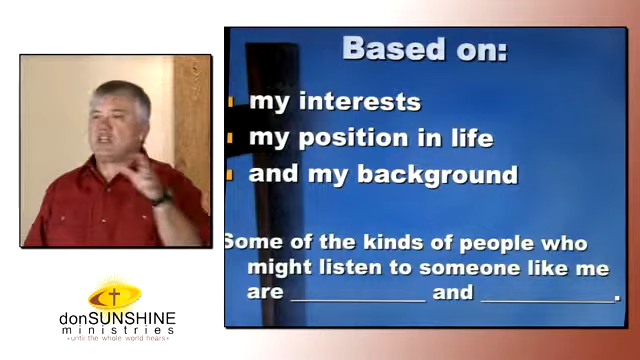 Based on:
my interests
my position in life
and my background
Some of the kinds of people who
might listen to someone like me
are ____________ and ____________.
donSUNSHINE
ministries
-until the whole world hears-